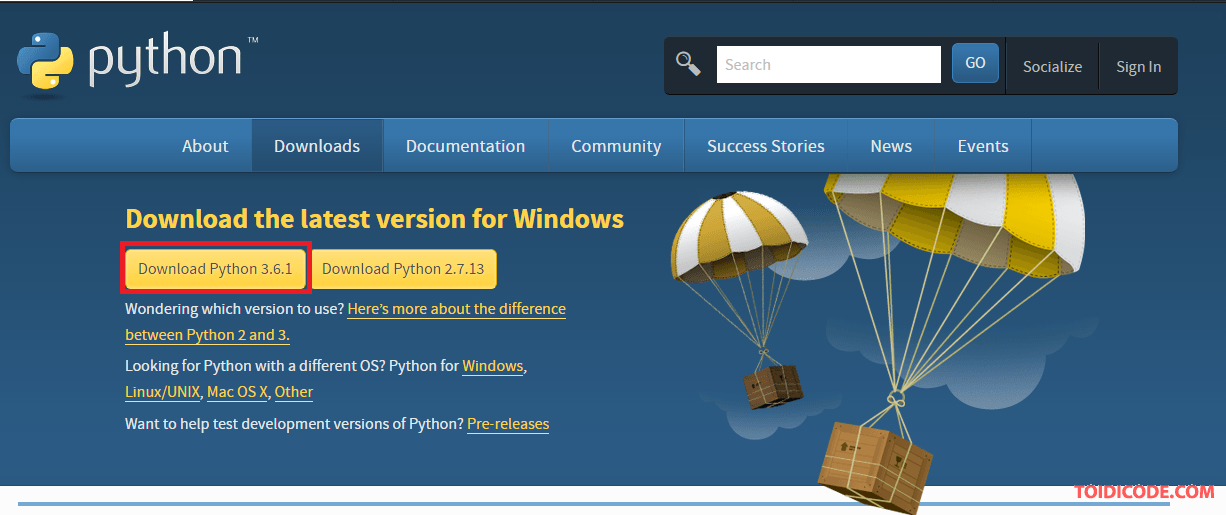 python™
Search
GO
Socialize
Sign In
About
Downloads
Documentation
Community
Success Stories
News
Events
Download the latest version for Windows
Download Python 3.6.1
Download Python 2.7.13
Wondering which version to use? Here’s more about the difference
between Python 2 and 3.
Looking for Python with a different OS? Python for Windows,
Linux/UNIX, Mac OS X, Other
Want to help test development versions of Python? Pre-releases
TOIDICODE.COM